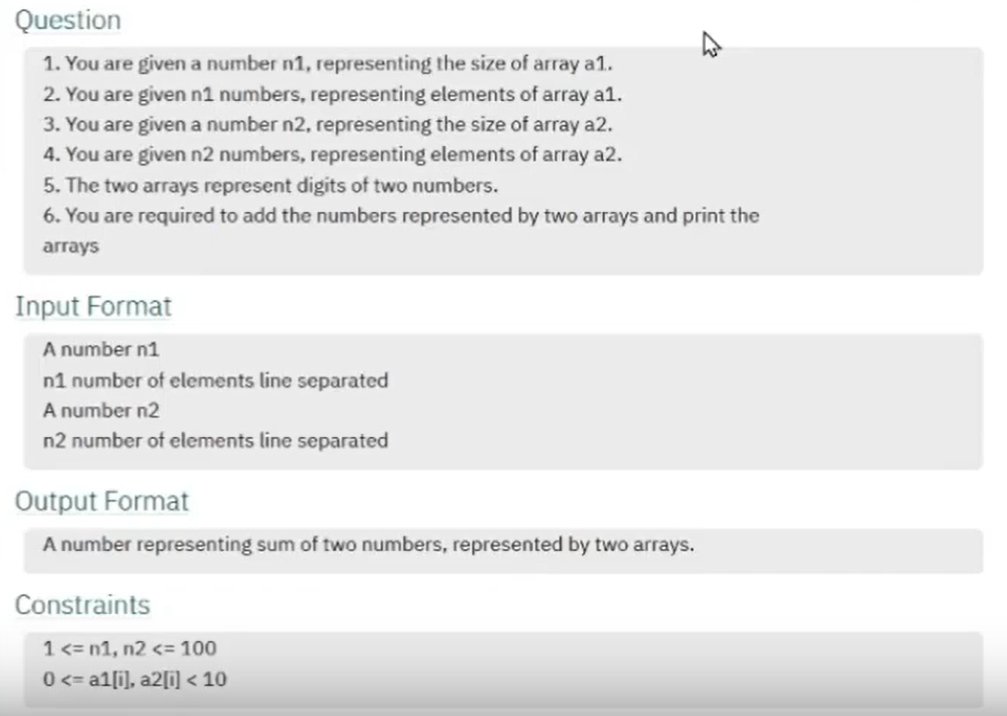 Question
1. You are given a number n1, representing the size of array a1.
2. You are given n1 numbers, representing elements of array a1.
3. You are given a number n2, representing the size of array a2.
4. You are given n2 numbers, representing elements of array a2.
5. The two arrays represent digits of two numbers.
6. You are required to add the numbers represented by two arrays and print the
arrays
Input Format
A number n1
n1 number of elements line separated
A number n2
n2 number of elements line separated
Output Format
A number representing sum of two numbers, represented by two arrays.
Constraints
1 <= n1, n2 <= 100
0 <= a1[i], a2[i] < 10